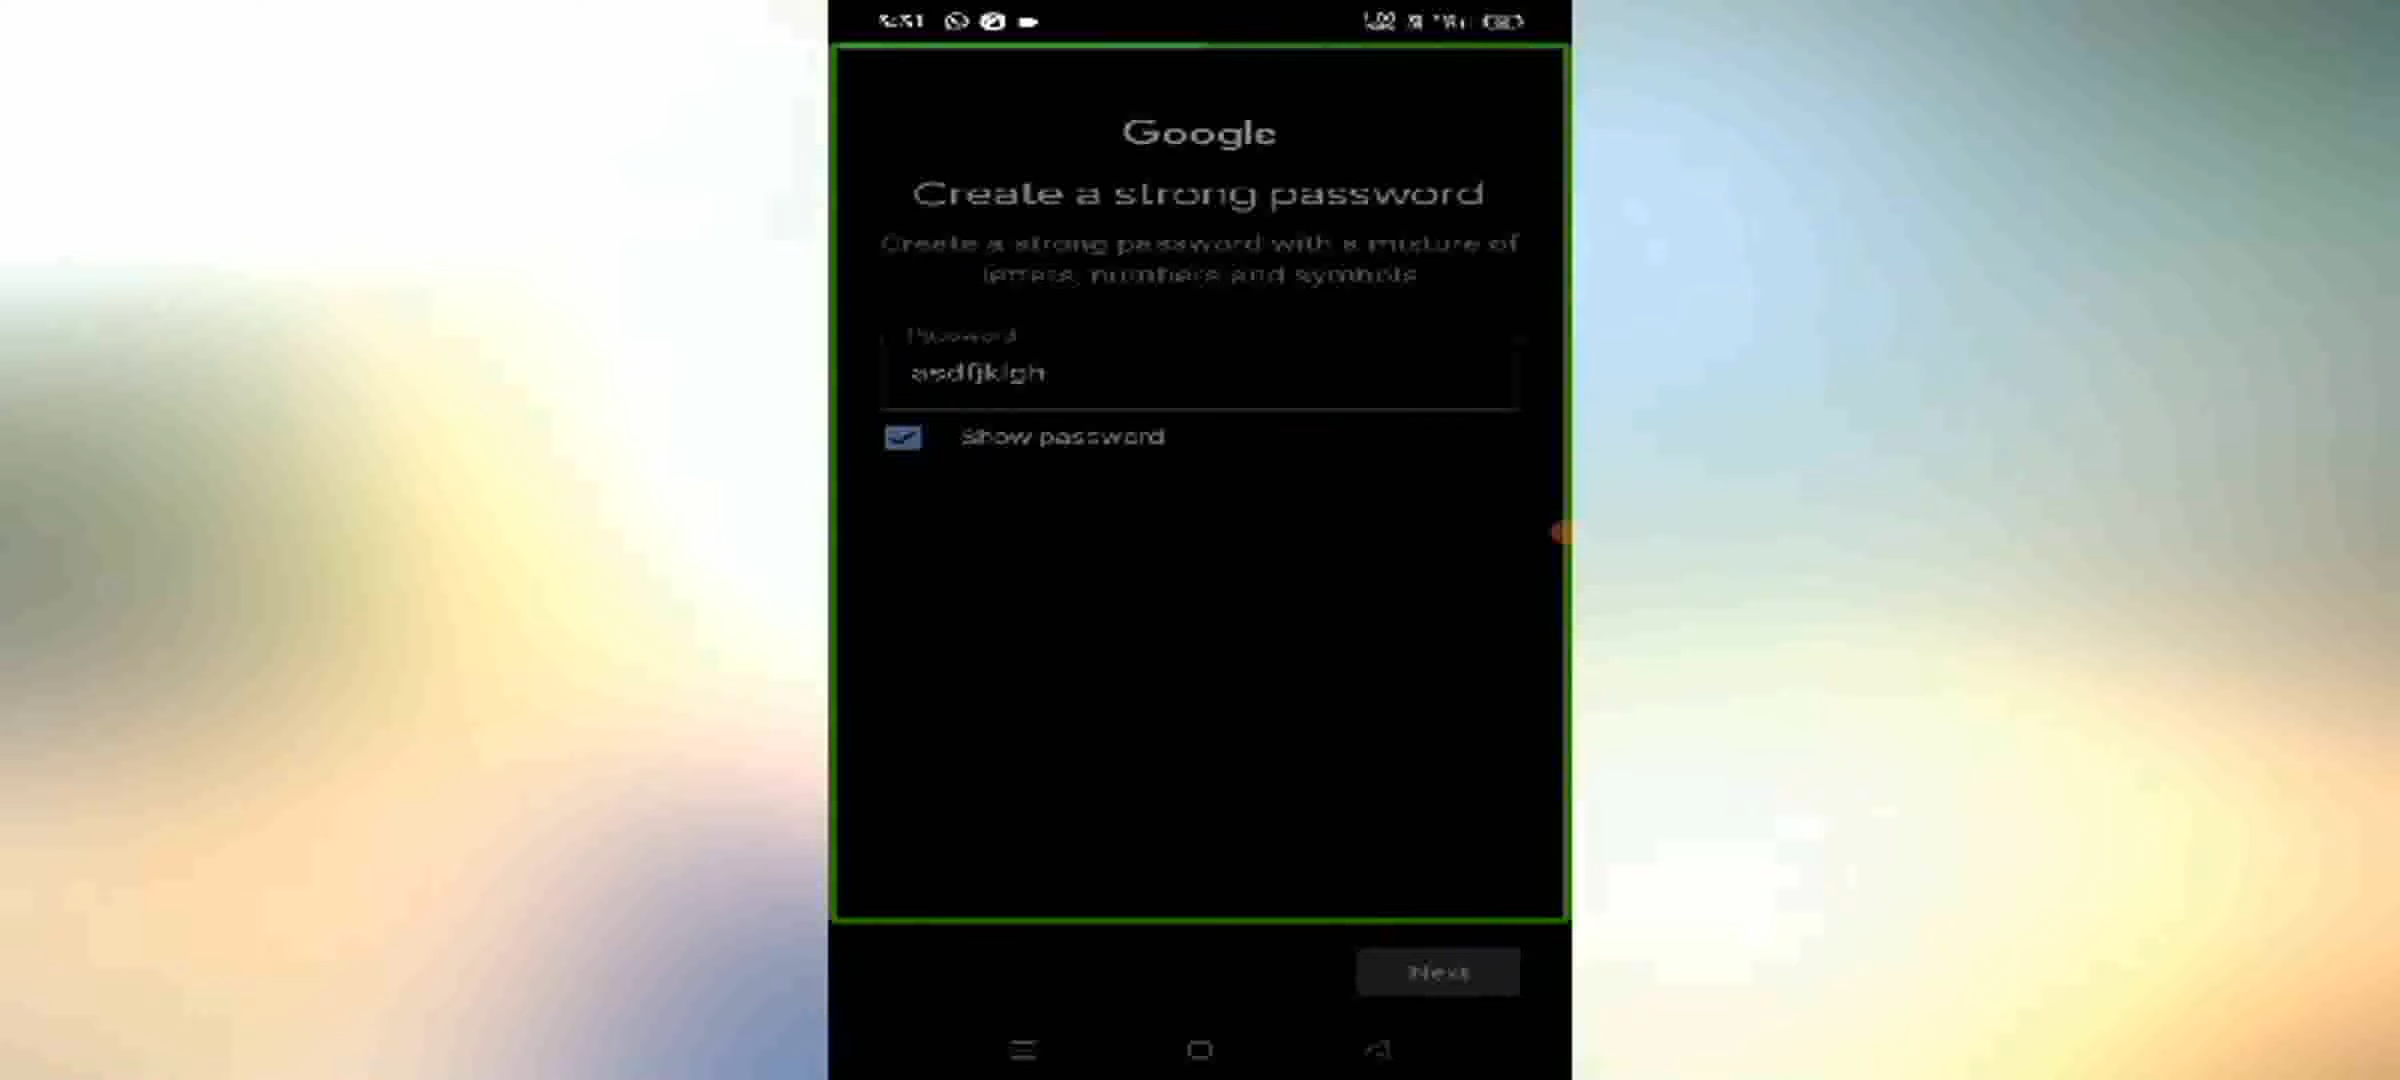 Google
Create a strong password
Create a strong password with a mixture of
letters, numbers and symbols
Password
asdfjklgh
Show password
Next